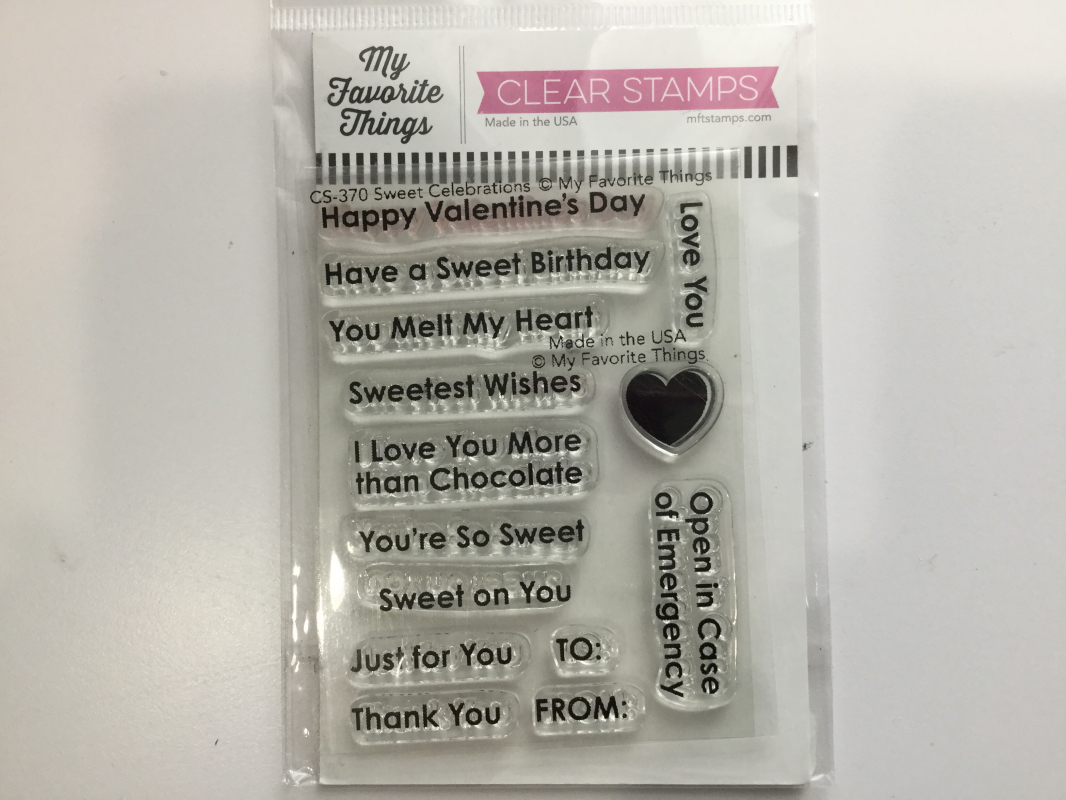 My
Favorite
Things
CLEAR STAMPS
Made in the USA
mftstamps.com
CS-370 Sweet Celebrations © My Favorite Things
Happy Valentine's Day
Love You
Have a Sweet Birthday
You Melt My Heart
Made in the USA
© My Favorite Things
Sweetest Wishes
I Love You More
than Chocolate
You're So Sweet
Sweet on You
Open in Case
of Emergency
Just for You
TO:
Thank You
FROM: